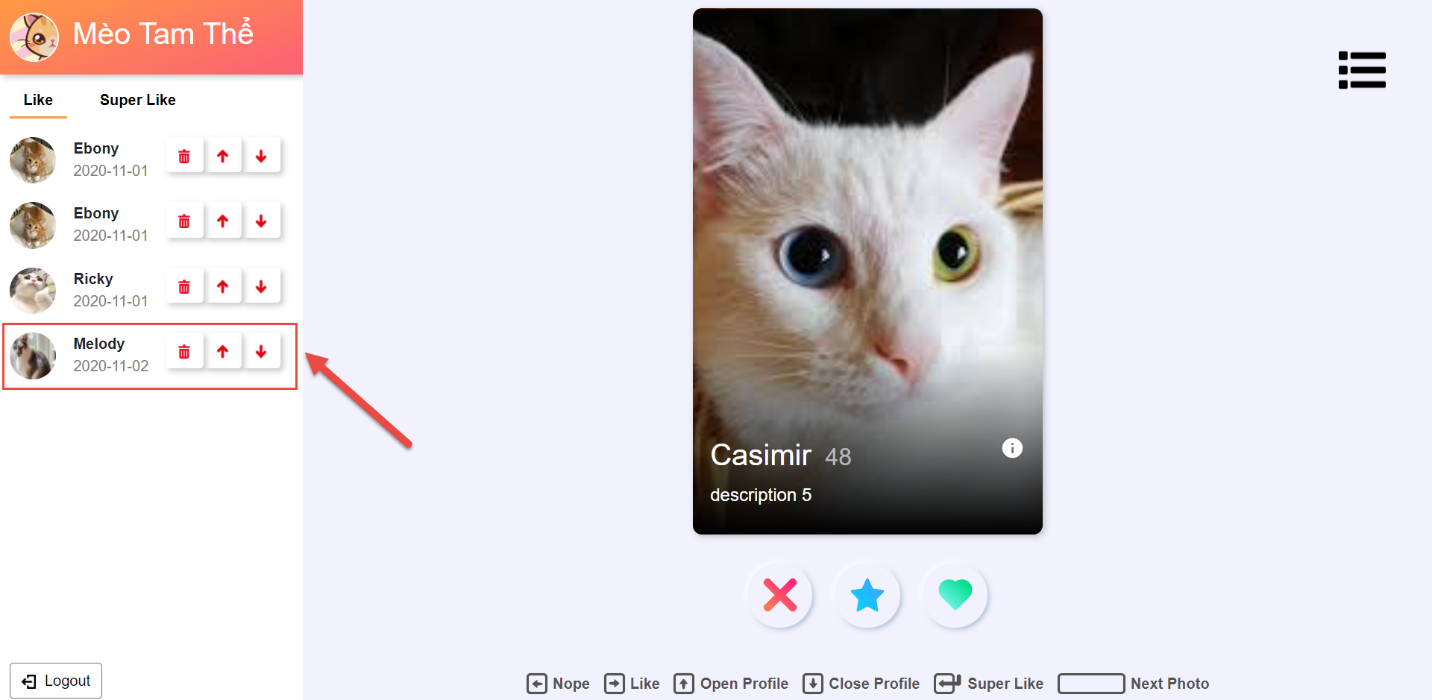 Mèo Tam Thể
Like Super Like
Ebony
2020-11-01
Ebony
2020-11-01
Ricky
2020-11-01
Melody
2020-11-02
Logout
Casimir 48
description 5
Nope Like Open Profile Close Profile Super Like Next Photo